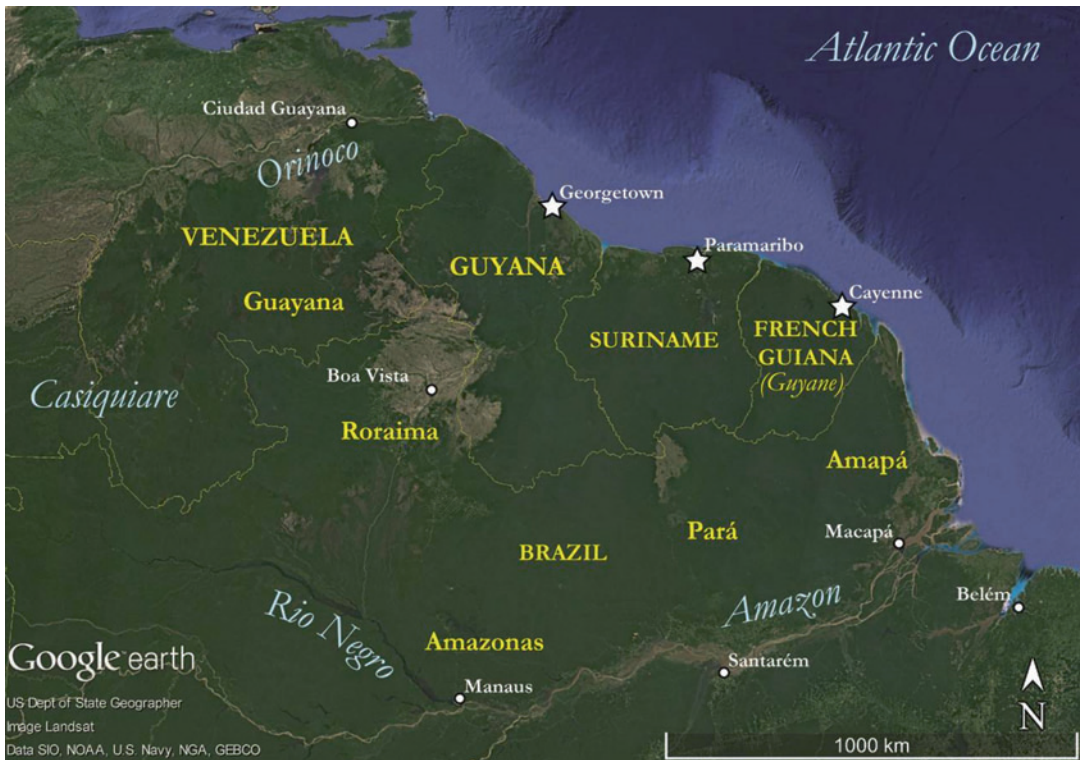 Atlantic Ocean
Ciudad Guayana
Orinoco
Georgetown
VENEZUELA
Paramaribo
GUYANA
Guayana
Cayenne
SURINAME
FRENCH
GUIANA
(Guyane)
Boa Vista
Casiquiare
Roraima
Amapá
Pará
Macapá
BRAZIL
Amazon
Belém
Rio Negro
Amazonas
Google earth
Santarém
Manaus
US Dept of State Geographer
Image Landsat
Data SIO, NOAA, U.S. Navy, NGA, GEBCO
N
1000 km